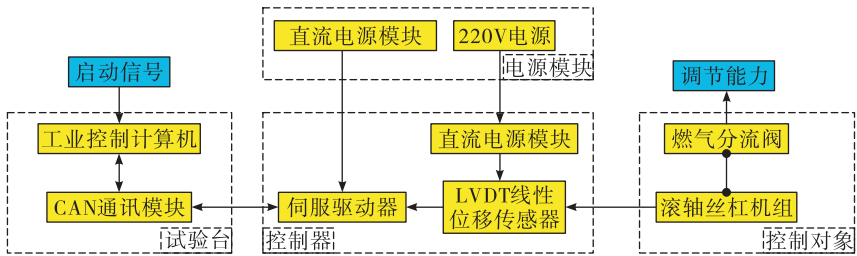 直流电源模块
220V电源
电源模块
启动信号
调节能力
工业控制计算机
直流电源模块
燃气分流阀
CAN通讯模块
伺服驱动器
LVDT线性
位移传感器
滚轴丝杠机组
试验台
控制器
控制对象